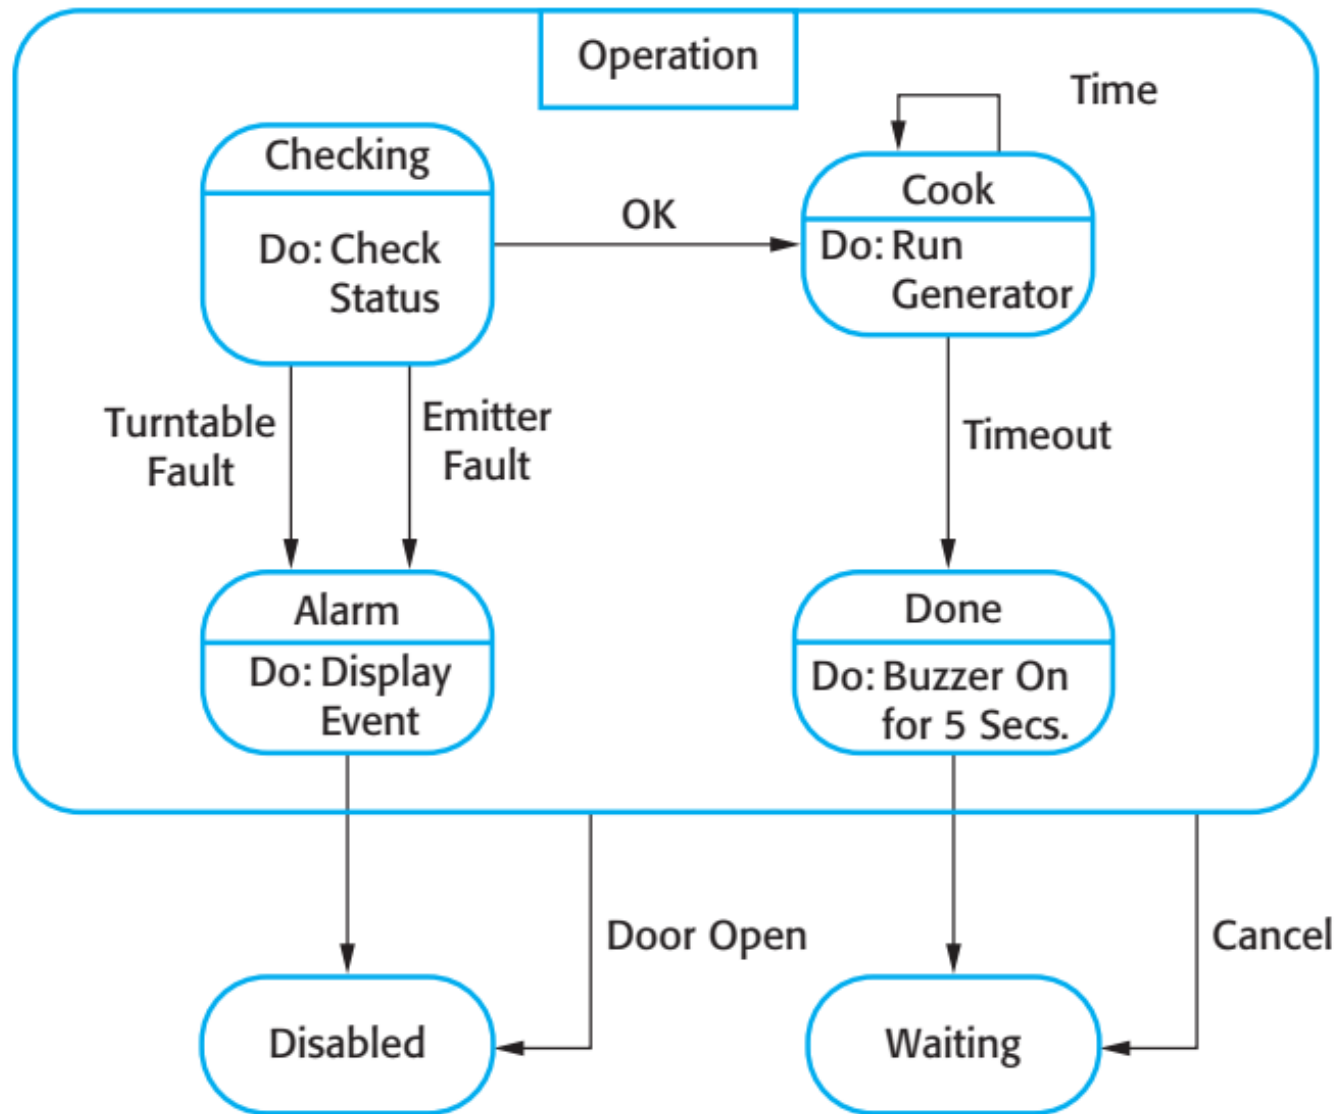 Operation
Time
Checking
Do: Check
Status
OK
Cook
Do: Run
Generator
Turntable
Fault
Emitter
Fault
Timeout
Alarm
Do: Display
Event
Done
Do: Buzzer On
for 5 Secs.
Door Open
Cancel
Disabled
Waiting